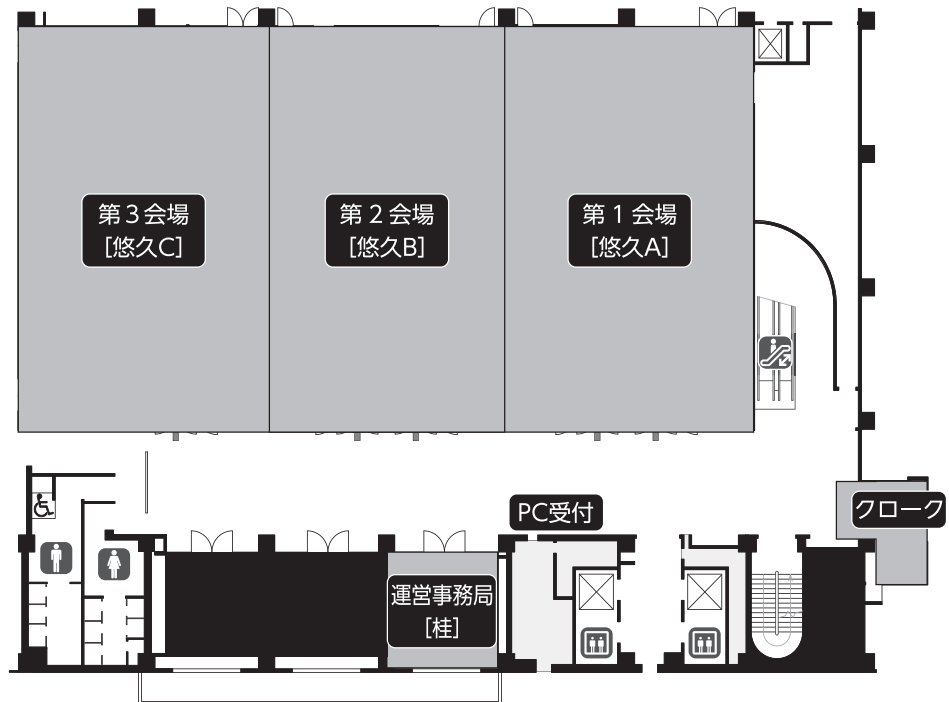 第3会場
[悠久C]
第2会場
[悠久B]
第1会場
[悠久A]
PC受付
クローク
運営事務局
[桂]